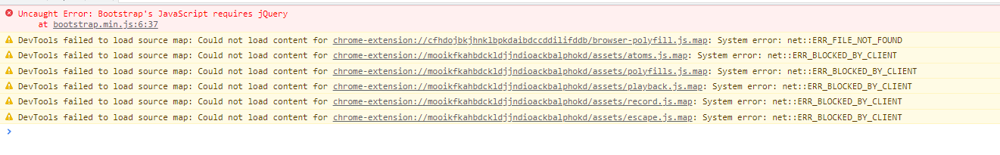 Uncaught Error: Bootstrap's JavaScript requires jQuery
at bootstrap.min.js:6:37
DevTools failed to load source map: Could not load content for chrome-extension://cfhdojbkjhnklbpkdaibdccddilifddb/browser-polyfill.js.map: System error: net::ERR_FILE_NOT_FOUND
DevTools failed to load source map: Could not load content for chrome-extension://mooikfkahbdckldjjndioackbalphokd/assets/atoms.js.map: System error: net::ERR_BLOCKED_BY_CLIENT
DevTools failed to load source map: Could not load content for chrome-extension://mooikfkahbdckldjjndioackbalphokd/assets/polyfills.js.map: System error: net::ERR_BLOCKED_BY_CLIENT
DevTools failed to load source map: Could not load content for chrome-extension://mooikfkahbdckldjjndioackbalphokd/assets/playback.js.map: System error: net::ERR_BLOCKED_BY_CLIENT
DevTools failed to load source map: Could not load content for chrome-extension://mooikfkahbdckldjjndioackbalphokd/assets/record.js.map: System error: net::ERR_BLOCKED_BY_CLIENT
DevTools failed to load source map: Could not load content for chrome-extension://mooikfkahbdckldjjndioackbalphokd/assets/escape.js.map: System error: net::ERR_BLOCKED_BY_CLIENT